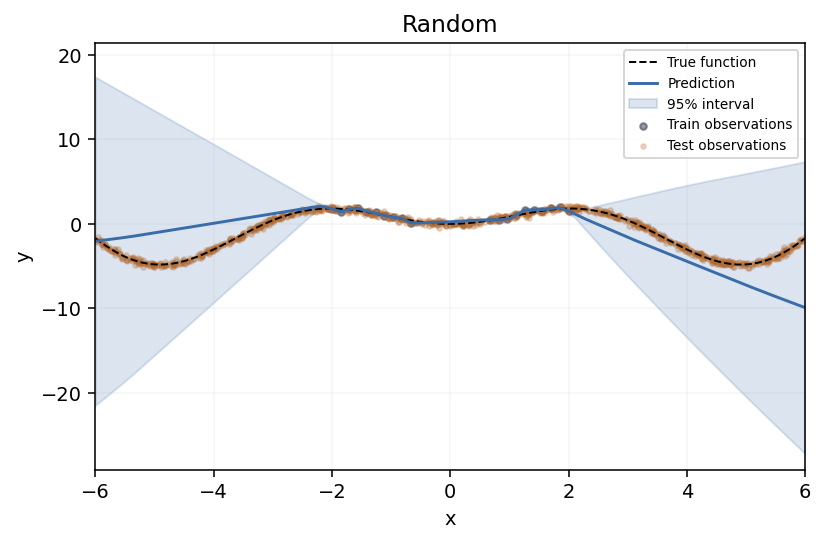 Random
True function
Prediction
95% interval
Train observations
Test observations
20
10
0
−10
−20
y
−6
−4
−2
0
2
4
6
x